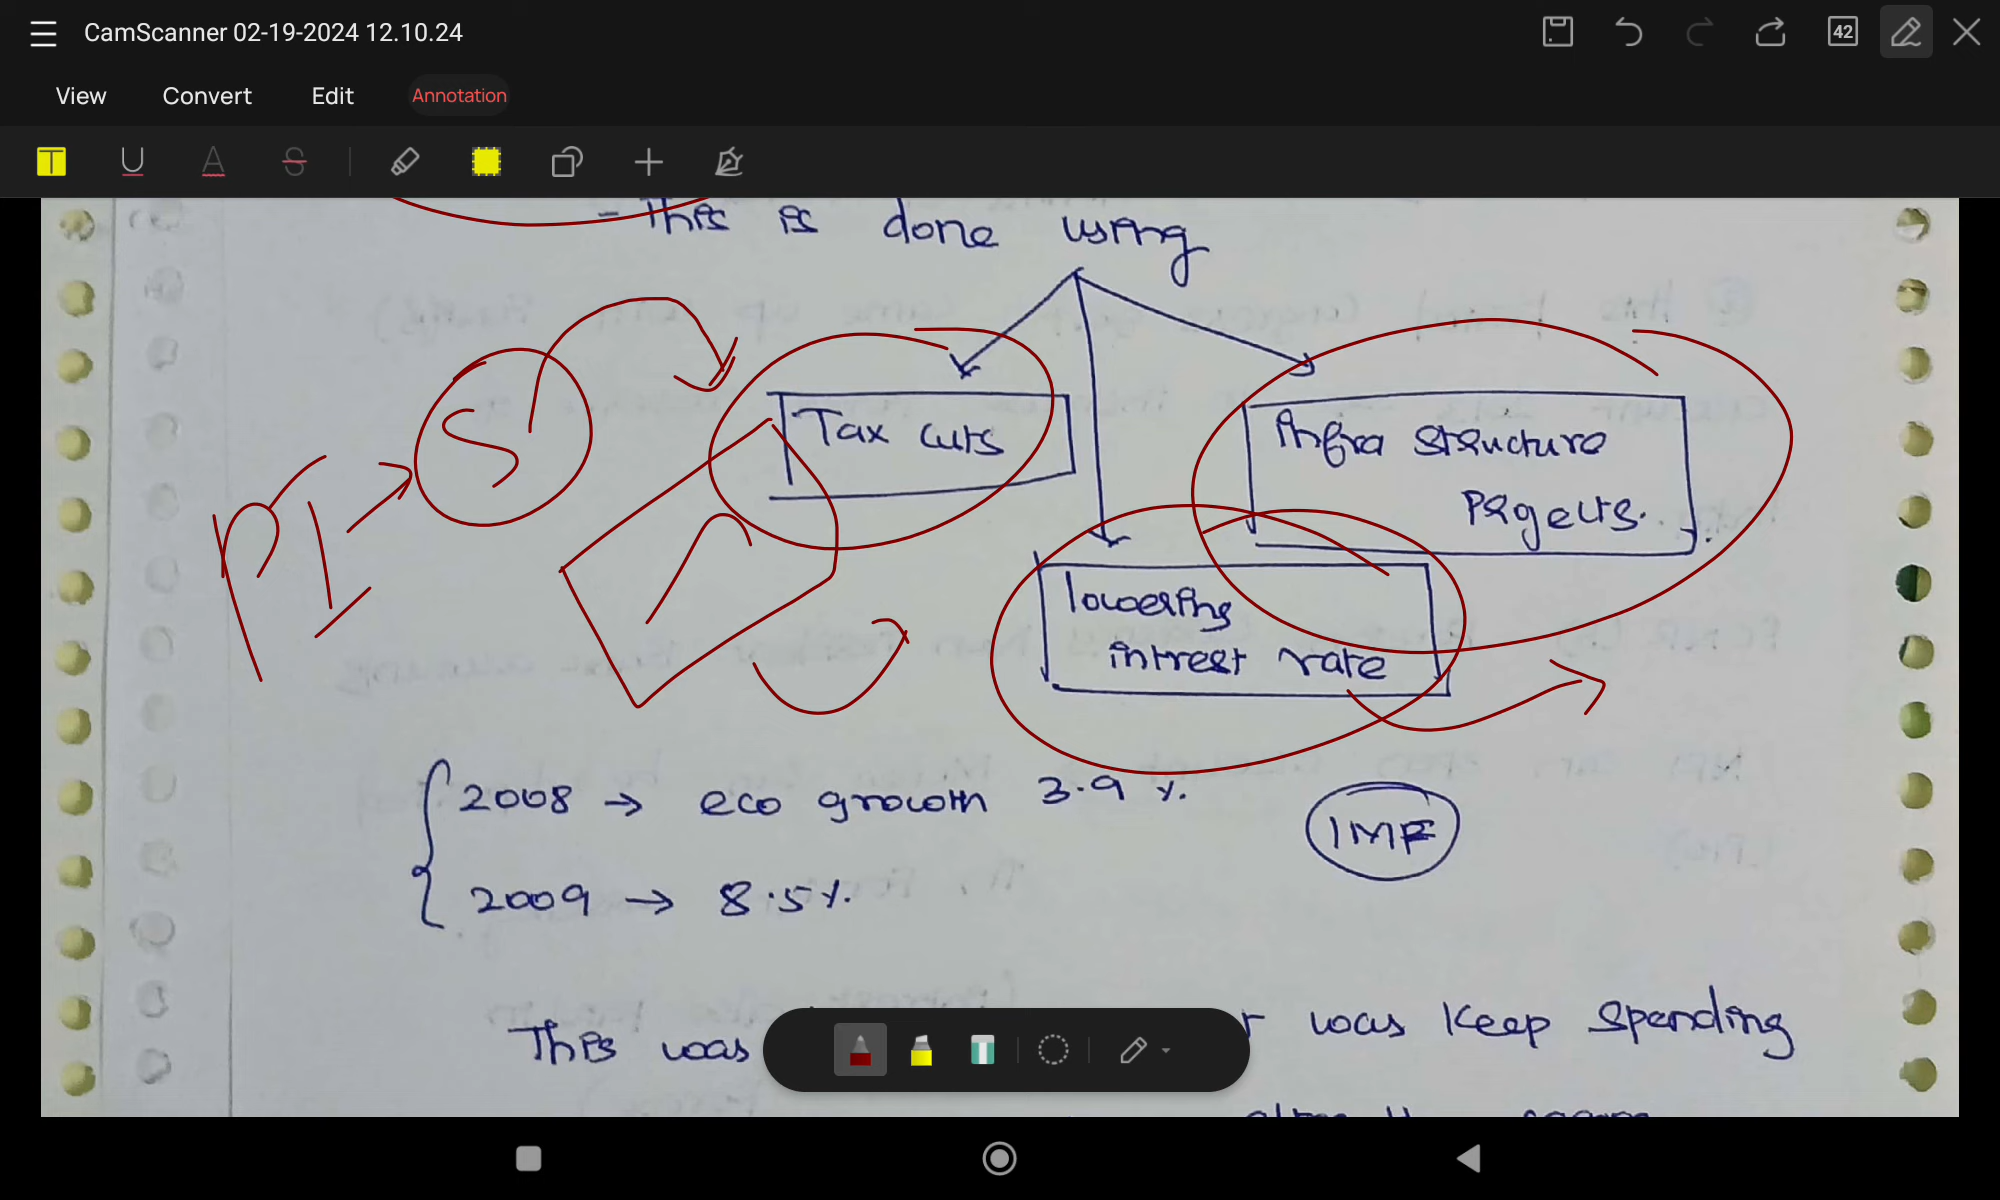 CamScanner 02-19-2024 12.10.24
42
View Convert Edit Annotation
T U A S
- This is done using
Tax cuts
infra structure
Projects.
PI → S
lowering
intrest rate
2008 → eco growth 3.9 %.
IMF
2009 → 8.5 %.
This was was Keep Spending